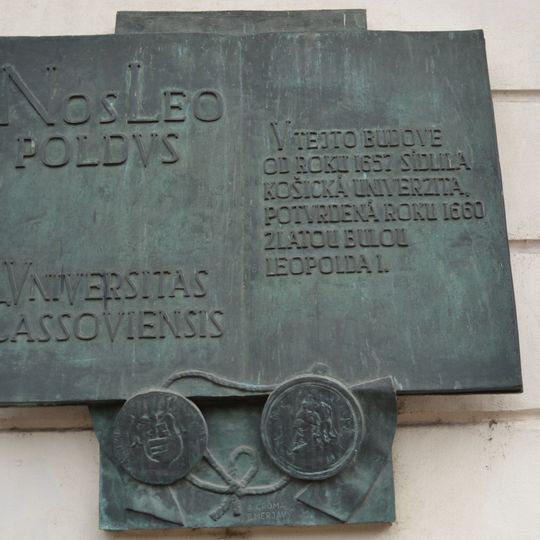 NOSLEO
POLDVS
VNIVERSITAS
CASSOVIENSIS
V TEJTO BUDOVE
OD ROKU 1657 SÍDLILA
KOŠICKÁ UNIVERZITA,
POTVRDENÁ ROKU 1660
ZLATOU BULOU
LEOPOLDA I.